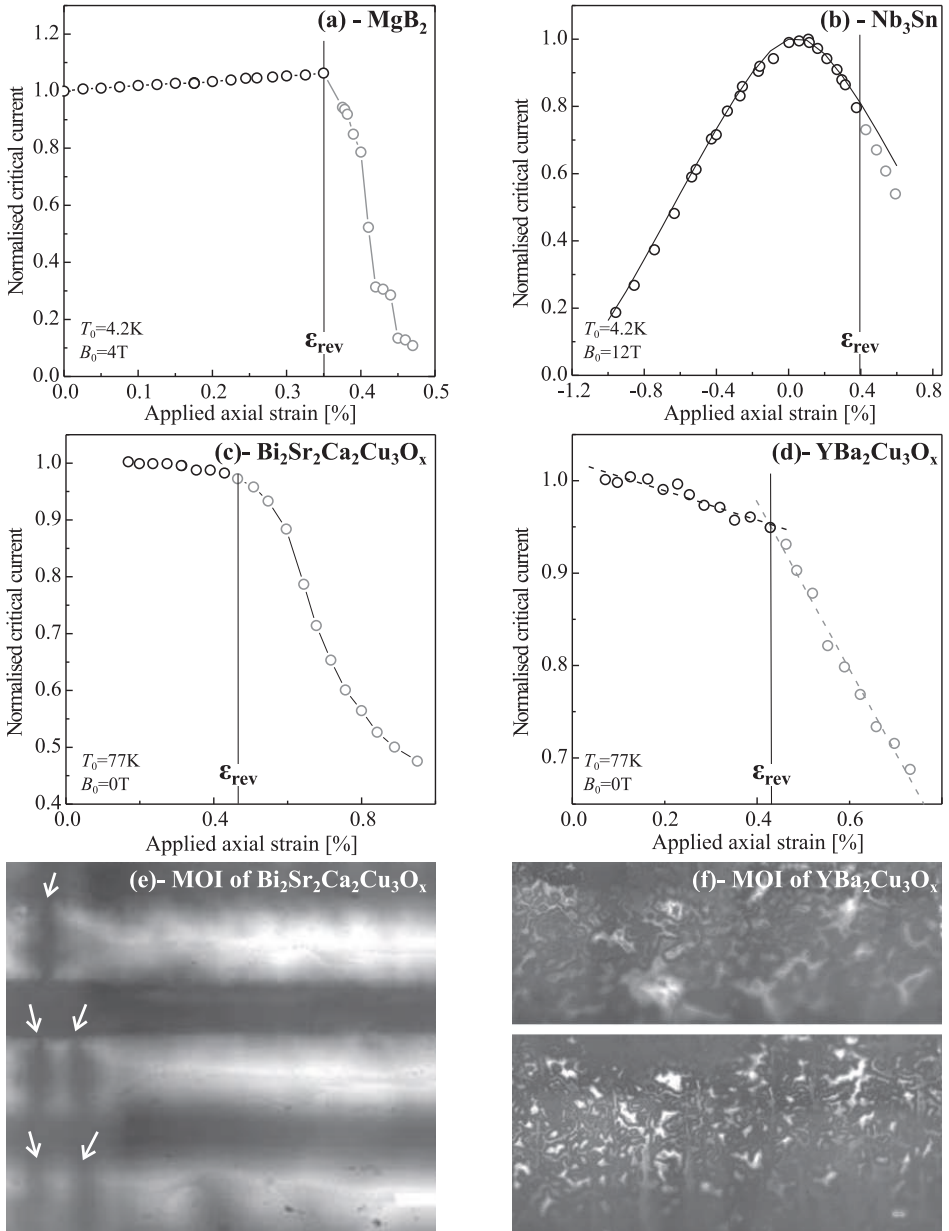 (a) - MgB₂
Normalised critical current
1.2
1.0
0.8
0.6
0.4
0.2
0.0
T₀=4.2K
B₀=4T
εrev
0.0 0.1 0.2 0.3 0.4 0.5
Applied axial strain [%]
(b) - Nb₃Sn
Normalised critical current
1.0
0.8
0.6
0.4
0.2
0.0
T₀=4.2K
B₀=12T
εrev
-1.2 -0.8 -0.4 0.0 0.4 0.8
Applied axial strain [%]
(c)- Bi₂Sr₂Ca₂Cu₃Oₓ
Normalised critical current
1.0
0.9
0.8
0.7
0.6
0.5
0.4
T₀=77K
B₀=0T
εrev
0.0 0.4 0.8
Applied axial strain [%]
(d)- YBa₂Cu₃Oₓ
Normalised critical current
1.0
0.9
0.8
0.7
T₀=77K
B₀=0T
εrev
0.0 0.2 0.4 0.6
Applied axial strain [%]
(e)- MOI of Bi₂Sr₂Ca₂Cu₃Oₓ
(f)- MOI of YBa₂Cu₃Oₓ